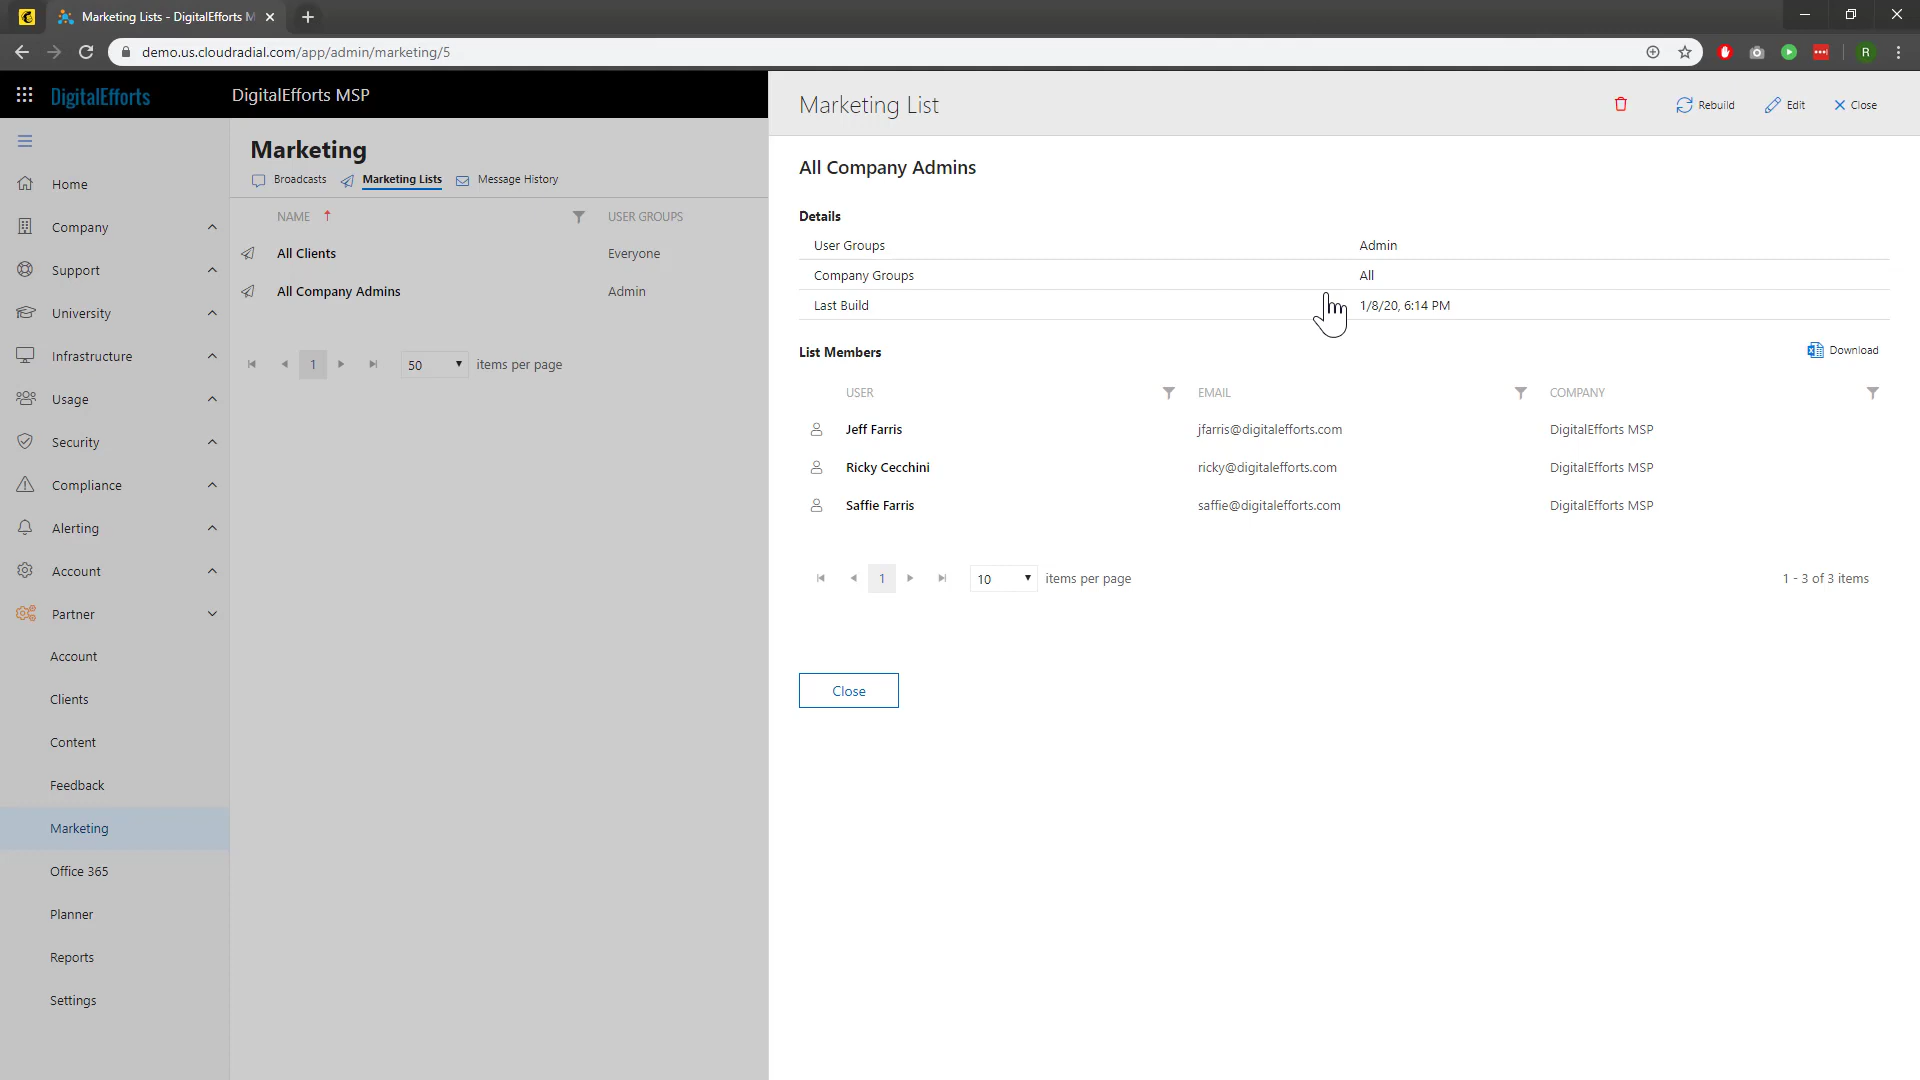 Marketing Lists - DigitalEfforts M
demo.us.cloudradial.com/app/admin/marketing/5
R
DigitalEfforts
DigitalEfforts MSP
Home
Company
Support
University
Infrastructure
Usage
Security
Compliance
Alerting
Account
Partner
Account
Clients
Content
Feedback
Marketing
Office 365
Planner
Reports
Settings
Marketing
Broadcasts Marketing Lists Message History
NAME USER GROUPS
All Clients Everyone
All Company Admins Admin
1 50 items per page
Marketing List
Rebuild Edit Close
All Company Admins
Details
User Groups Admin
Company Groups All
Last Build 1/8/20, 6:14 PM
List Members Download
USER EMAIL COMPANY
Jeff Farris jfarris@digitalefforts.com DigitalEfforts MSP
Ricky Cecchini ricky@digitalefforts.com DigitalEfforts MSP
Saffie Farris saffie@digitalefforts.com DigitalEfforts MSP
1 10 items per page 1 - 3 of 3 items
Close